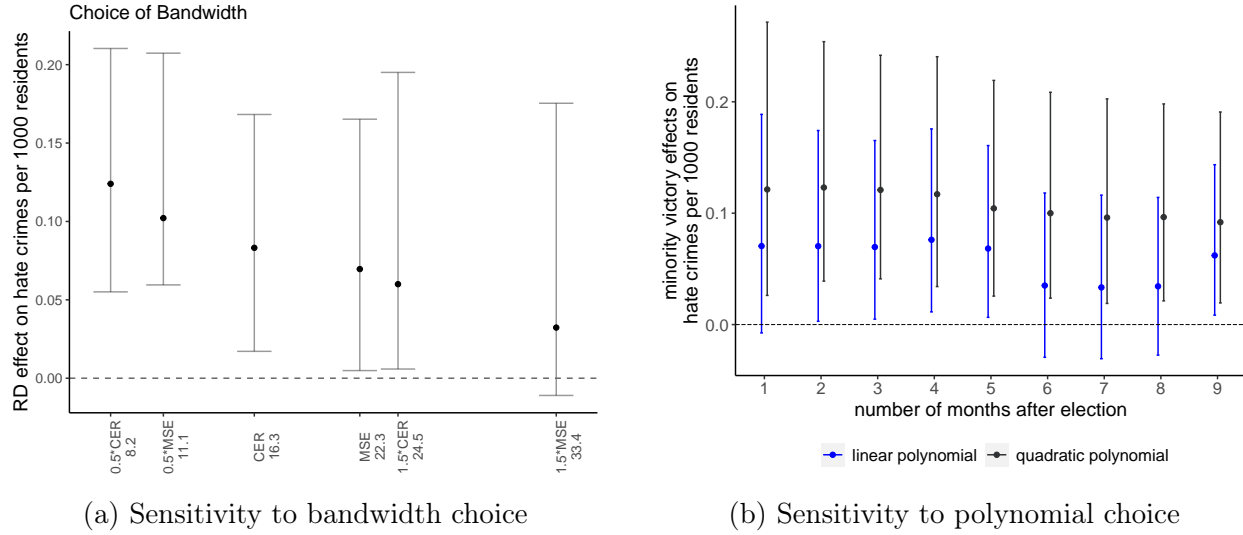 Choice of Bandwidth
RD effect on hate crimes per 1000 residents
0.20
0.15
0.10
0.05
0.00
0.5*CER
8.2
0.5*MSE
11.1
CER
16.3
MSE
22.3
1.5*CER
24.5
1.5*MSE
33.4
(a) Sensitivity to bandwidth choice
minority victory effects on
hate crimes per 1000 residents
0.2
0.1
0.0
1 2 3 4 5 6 7 8 9
number of months after election
linear polynomial quadratic polynomial
(b) Sensitivity to polynomial choice